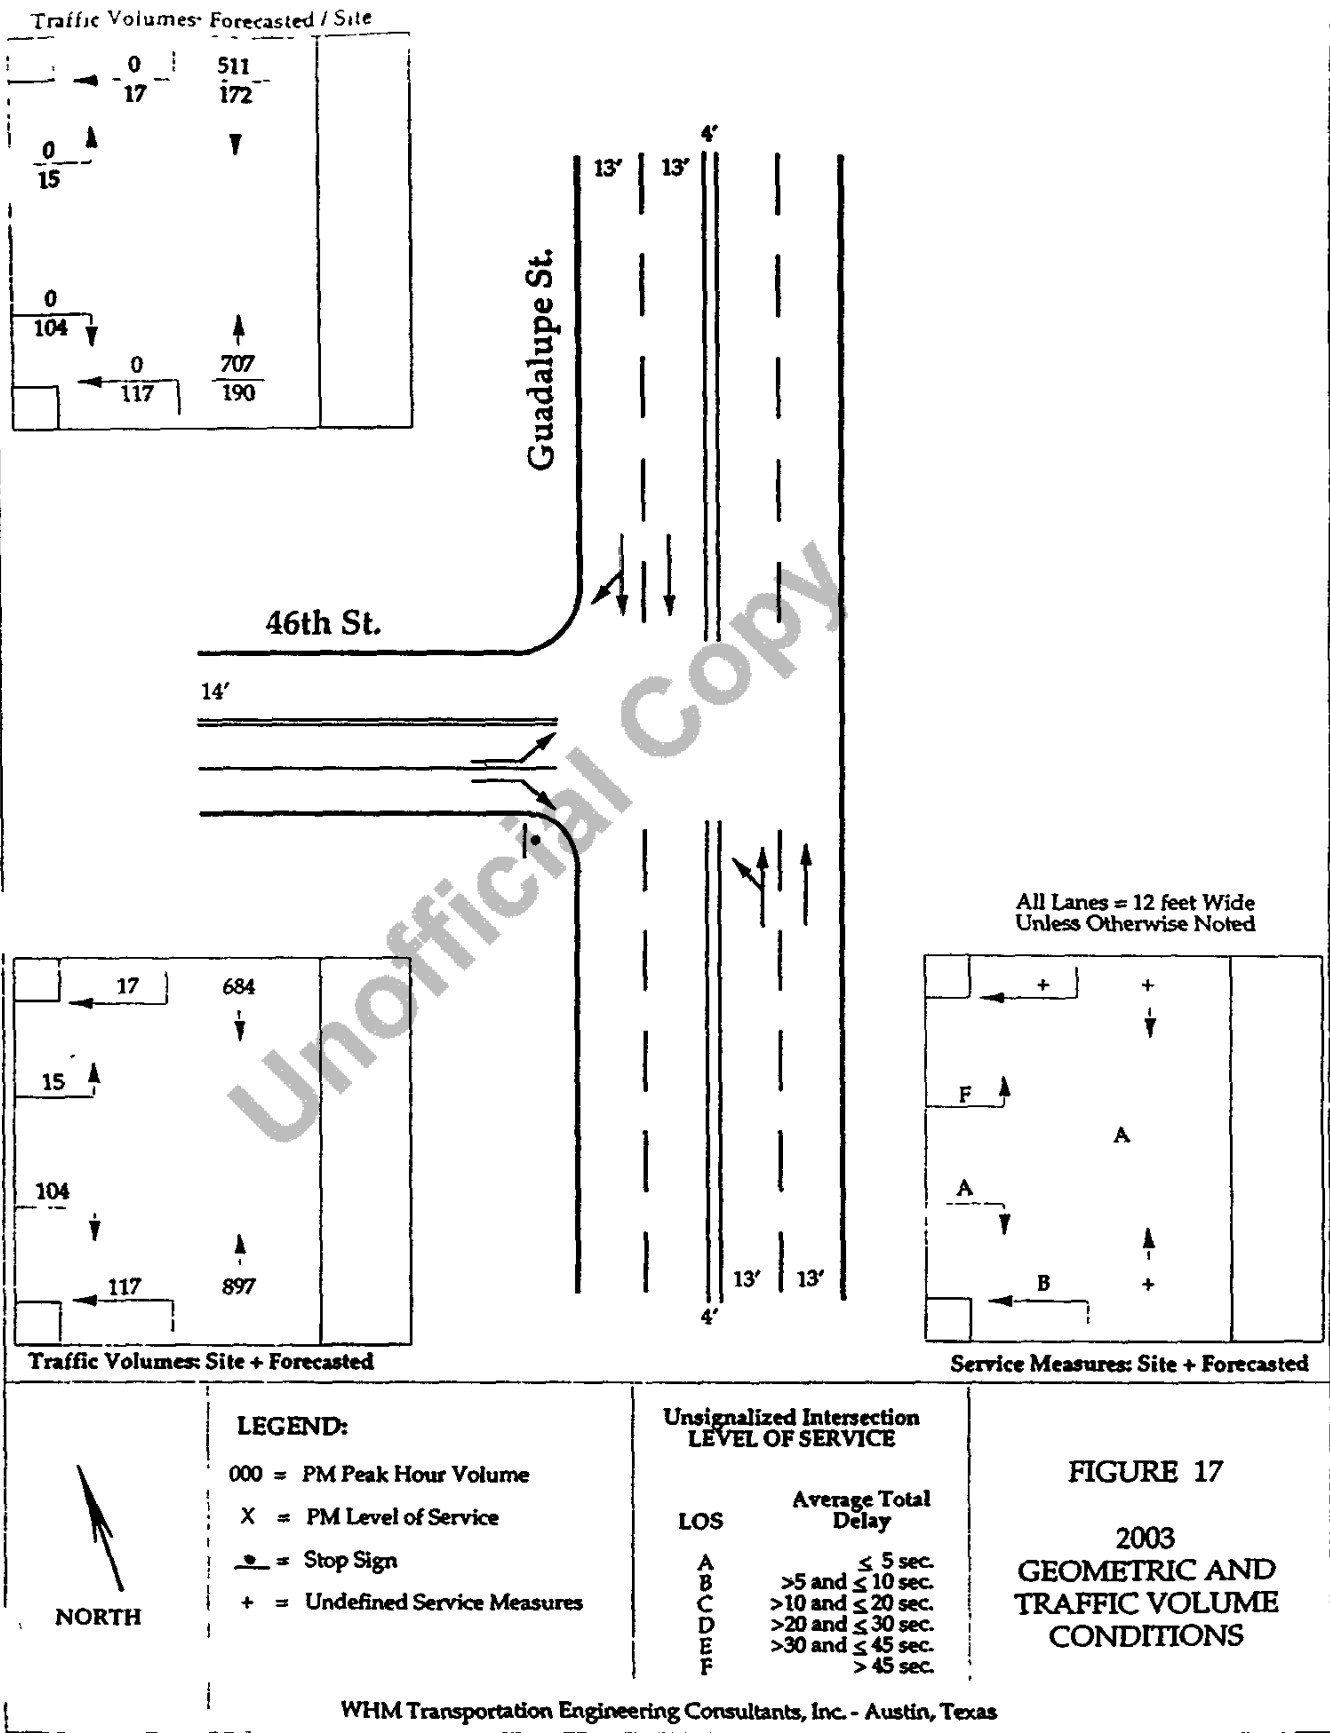 Traffic Volumes: Forecasted / Site
0
17
511
172
0
15
0
104
0
117
707
190
4'
13'
13'
Guadalupe St.
46th St.
14'
Unofficial Copy
13'
13'
4'
All Lanes = 12 feet Wide
Unless Otherwise Noted
17
684
15
104
117
897
Traffic Volumes: Site + Forecasted
+
+
F
A
A
B
+
Service Measures: Site + Forecasted
NORTH
LEGEND:
000 = PM Peak Hour Volume
X = PM Level of Service
= Stop Sign
+ = Undefined Service Measures
Unsignalized Intersection
LEVEL OF SERVICE
Average Total
LOS Delay
A ≤ 5 sec.
B >5 and ≤ 10 sec.
C >10 and ≤ 20 sec.
D >20 and ≤ 30 sec.
E >30 and ≤ 45 sec.
F > 45 sec.
FIGURE 17
2003
GEOMETRIC AND
TRAFFIC VOLUME
CONDITIONS
WHM Transportation Engineering Consultants, Inc. - Austin, Texas